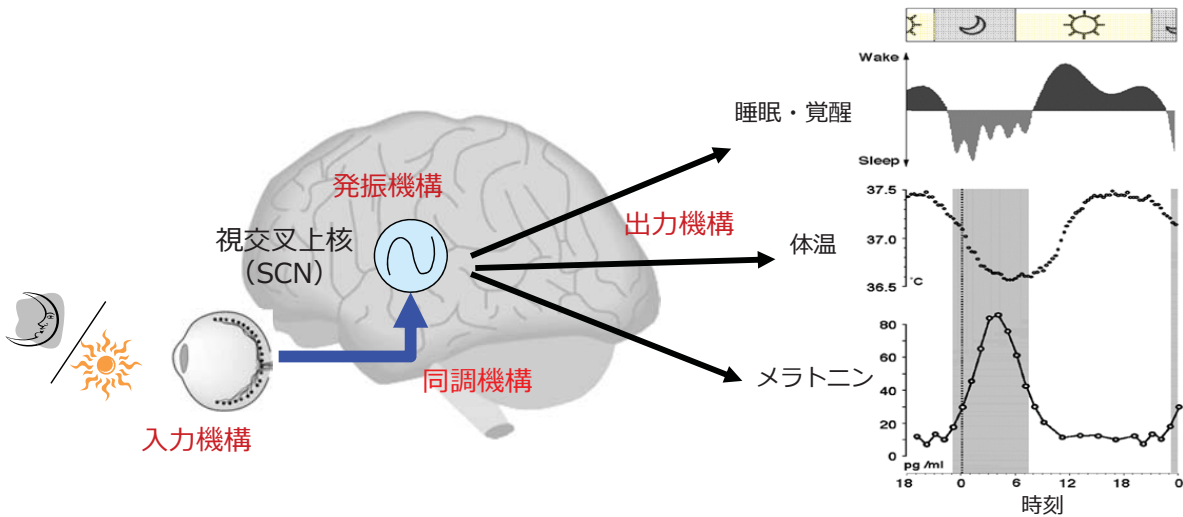 Wake
睡眠・覚醒
Sleep
発振機構
視交叉上核
(SCN)
出力機構
体温
37.5
37.0
36.5
℃
同調機構
入力機構
メラトニン
80
60
40
20
0
pg /ml
18
0
6
12
18
0
時刻